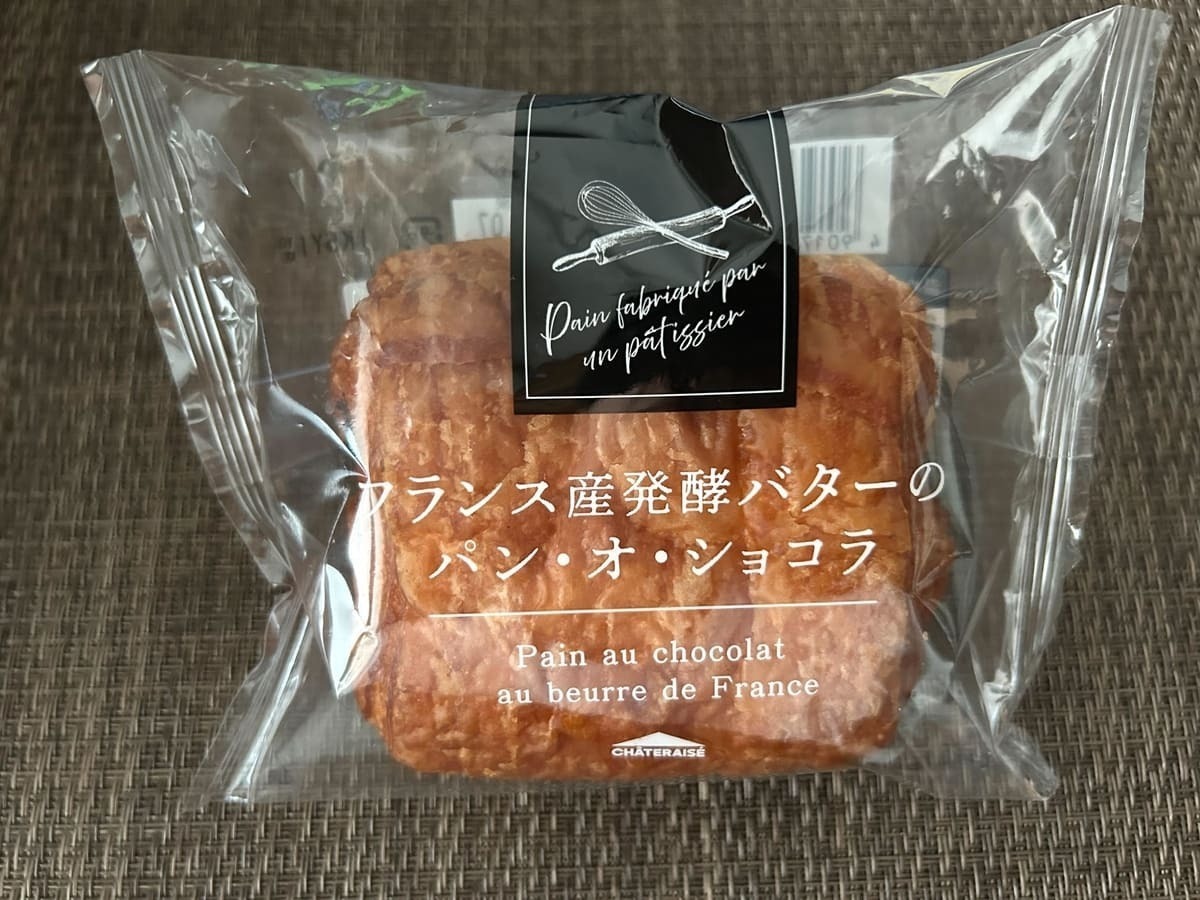 Pain fabriqué par
un pâtissier
フランス産発酵バターの
パン・オ・ショコラ
Pain au chocolat
au beurre de France
CHÂTERAISÉ